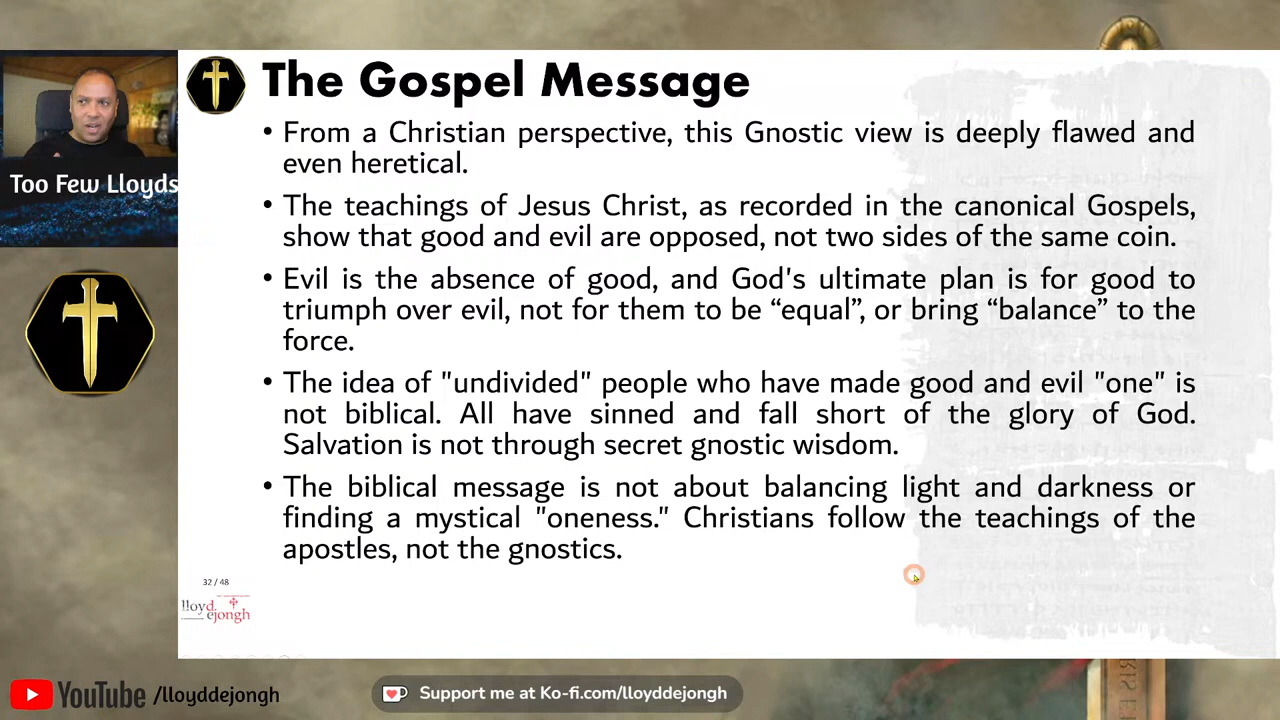 The Gospel Message
• From a Christian perspective, this Gnostic view is deeply flawed and
even heretical.
• The teachings of Jesus Christ, as recorded in the canonical Gospels,
show that good and evil are opposed, not two sides of the same coin.
• Evil is the absence of good, and God's ultimate plan is for good to
triumph over evil, not for them to be “equal”, or bring “balance” to the
force.
• The idea of "undivided" people who have made good and evil "one" is
not biblical. All have sinned and fall short of the glory of God.
Salvation is not through secret gnostic wisdom.
• The biblical message is not about balancing light and darkness or
finding a mystical "oneness." Christians follow the teachings of the
apostles, not the gnostics.
Too Few Lloyds
32 / 48
lloyd
ejongh
YouTube /lloyddejongh
Support me at Ko-fi.com/lloyddejongh